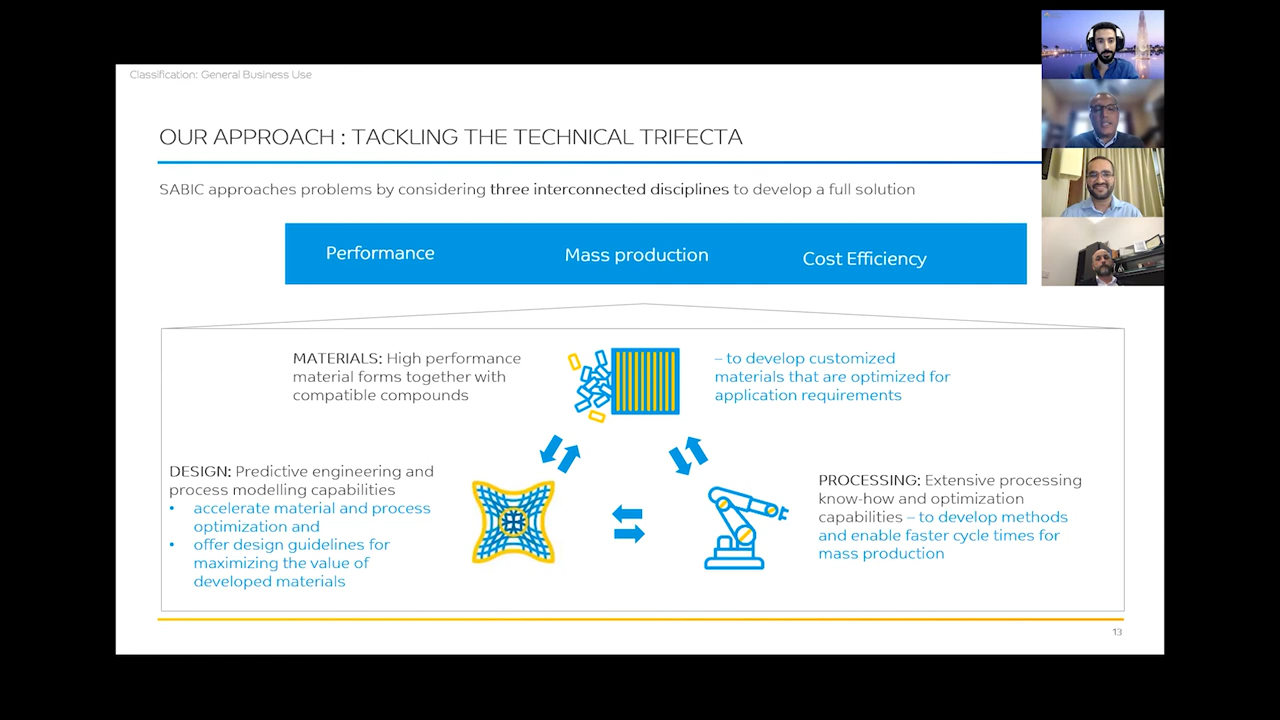 Classification: General Business Use
OUR APPROACH : TACKLING THE TECHNICAL TRIFECTA
SABIC approaches problems by considering three interconnected disciplines to develop a full solution
Performance
Mass production
Cost Efficiency
MATERIALS: High performance
material forms together with
compatible compounds
– to develop customized
materials that are optimized for
application requirements
DESIGN: Predictive engineering and
process modelling capabilities
• accelerate material and process
optimization and
• offer design guidelines for
maximizing the value of
developed materials
PROCESSING: Extensive processing
know-how and optimization
capabilities – to develop methods
and enable faster cycle times for
mass production
13